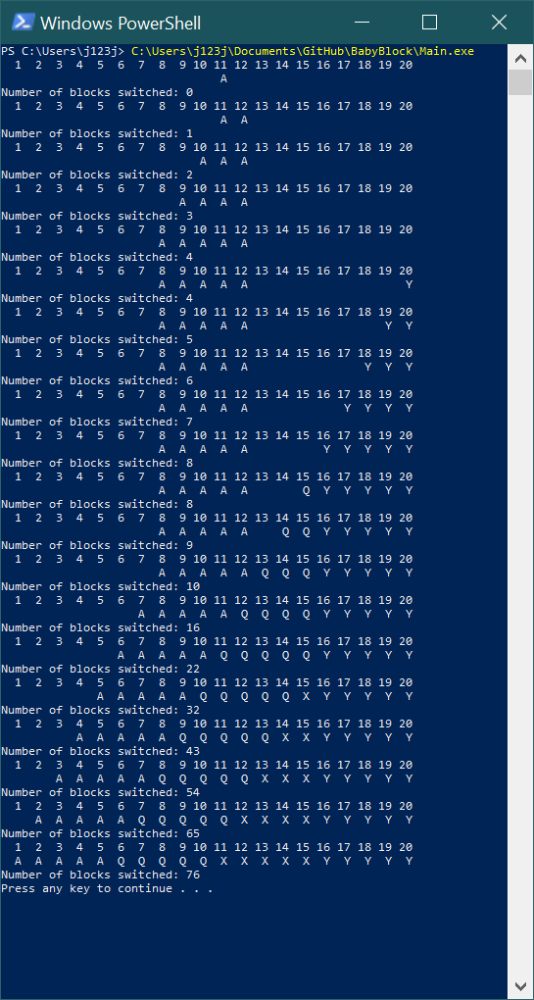 Windows PowerShell
PS C:\Users\j123j> C:\Users\j123j\Documents\GitHub\BabyBlock\Main.exe
1 2 3 4 5 6 7 8 9 10 11 12 13 14 15 16 17 18 19 20
A
Number of blocks switched: 0
1 2 3 4 5 6 7 8 9 10 11 12 13 14 15 16 17 18 19 20
A A
Number of blocks switched: 1
1 2 3 4 5 6 7 8 9 10 11 12 13 14 15 16 17 18 19 20
A A A
Number of blocks switched: 2
1 2 3 4 5 6 7 8 9 10 11 12 13 14 15 16 17 18 19 20
A A A A
Number of blocks switched: 3
1 2 3 4 5 6 7 8 9 10 11 12 13 14 15 16 17 18 19 20
A A A A A
Number of blocks switched: 4
1 2 3 4 5 6 7 8 9 10 11 12 13 14 15 16 17 18 19 20
A A A A A Y
Number of blocks switched: 4
1 2 3 4 5 6 7 8 9 10 11 12 13 14 15 16 17 18 19 20
A A A A A Y Y
Number of blocks switched: 5
1 2 3 4 5 6 7 8 9 10 11 12 13 14 15 16 17 18 19 20
A A A A A Y Y Y
Number of blocks switched: 6
1 2 3 4 5 6 7 8 9 10 11 12 13 14 15 16 17 18 19 20
A A A A A Y Y Y Y
Number of blocks switched: 7
1 2 3 4 5 6 7 8 9 10 11 12 13 14 15 16 17 18 19 20
A A A A A Y Y Y Y Y
Number of blocks switched: 8
1 2 3 4 5 6 7 8 9 10 11 12 13 14 15 16 17 18 19 20
A A A A A Q Y Y Y Y Y
Number of blocks switched: 8
1 2 3 4 5 6 7 8 9 10 11 12 13 14 15 16 17 18 19 20
A A A A A Q Q Y Y Y Y Y
Number of blocks switched: 9
1 2 3 4 5 6 7 8 9 10 11 12 13 14 15 16 17 18 19 20
A A A A A Q Q Q Y Y Y Y Y
Number of blocks switched: 10
1 2 3 4 5 6 7 8 9 10 11 12 13 14 15 16 17 18 19 20
A A A A A Q Q Q Q Y Y Y Y Y
Number of blocks switched: 16
1 2 3 4 5 6 7 8 9 10 11 12 13 14 15 16 17 18 19 20
A A A A A Q Q Q Q Q Y Y Y Y Y
Number of blocks switched: 22
1 2 3 4 5 6 7 8 9 10 11 12 13 14 15 16 17 18 19 20
A A A A A Q Q Q Q Q X Y Y Y Y Y
Number of blocks switched: 32
1 2 3 4 5 6 7 8 9 10 11 12 13 14 15 16 17 18 19 20
A A A A A Q Q Q Q Q X X Y Y Y Y Y
Number of blocks switched: 43
1 2 3 4 5 6 7 8 9 10 11 12 13 14 15 16 17 18 19 20
A A A A A Q Q Q Q Q X X X Y Y Y Y Y
Number of blocks switched: 54
1 2 3 4 5 6 7 8 9 10 11 12 13 14 15 16 17 18 19 20
A A A A A Q Q Q Q Q X X X X Y Y Y Y Y
Number of blocks switched: 65
1 2 3 4 5 6 7 8 9 10 11 12 13 14 15 16 17 18 19 20
A A A A A Q Q Q Q Q X X X X X Y Y Y Y Y
Number of blocks switched: 76
Press any key to continue . . .